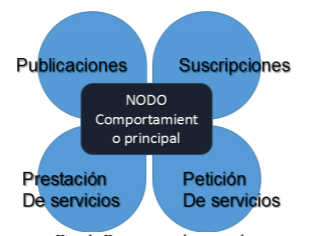 Publicaciones
Suscripciones
NODO
Comportamient
o principal
Prestación
De servicios
Petición
De servicios